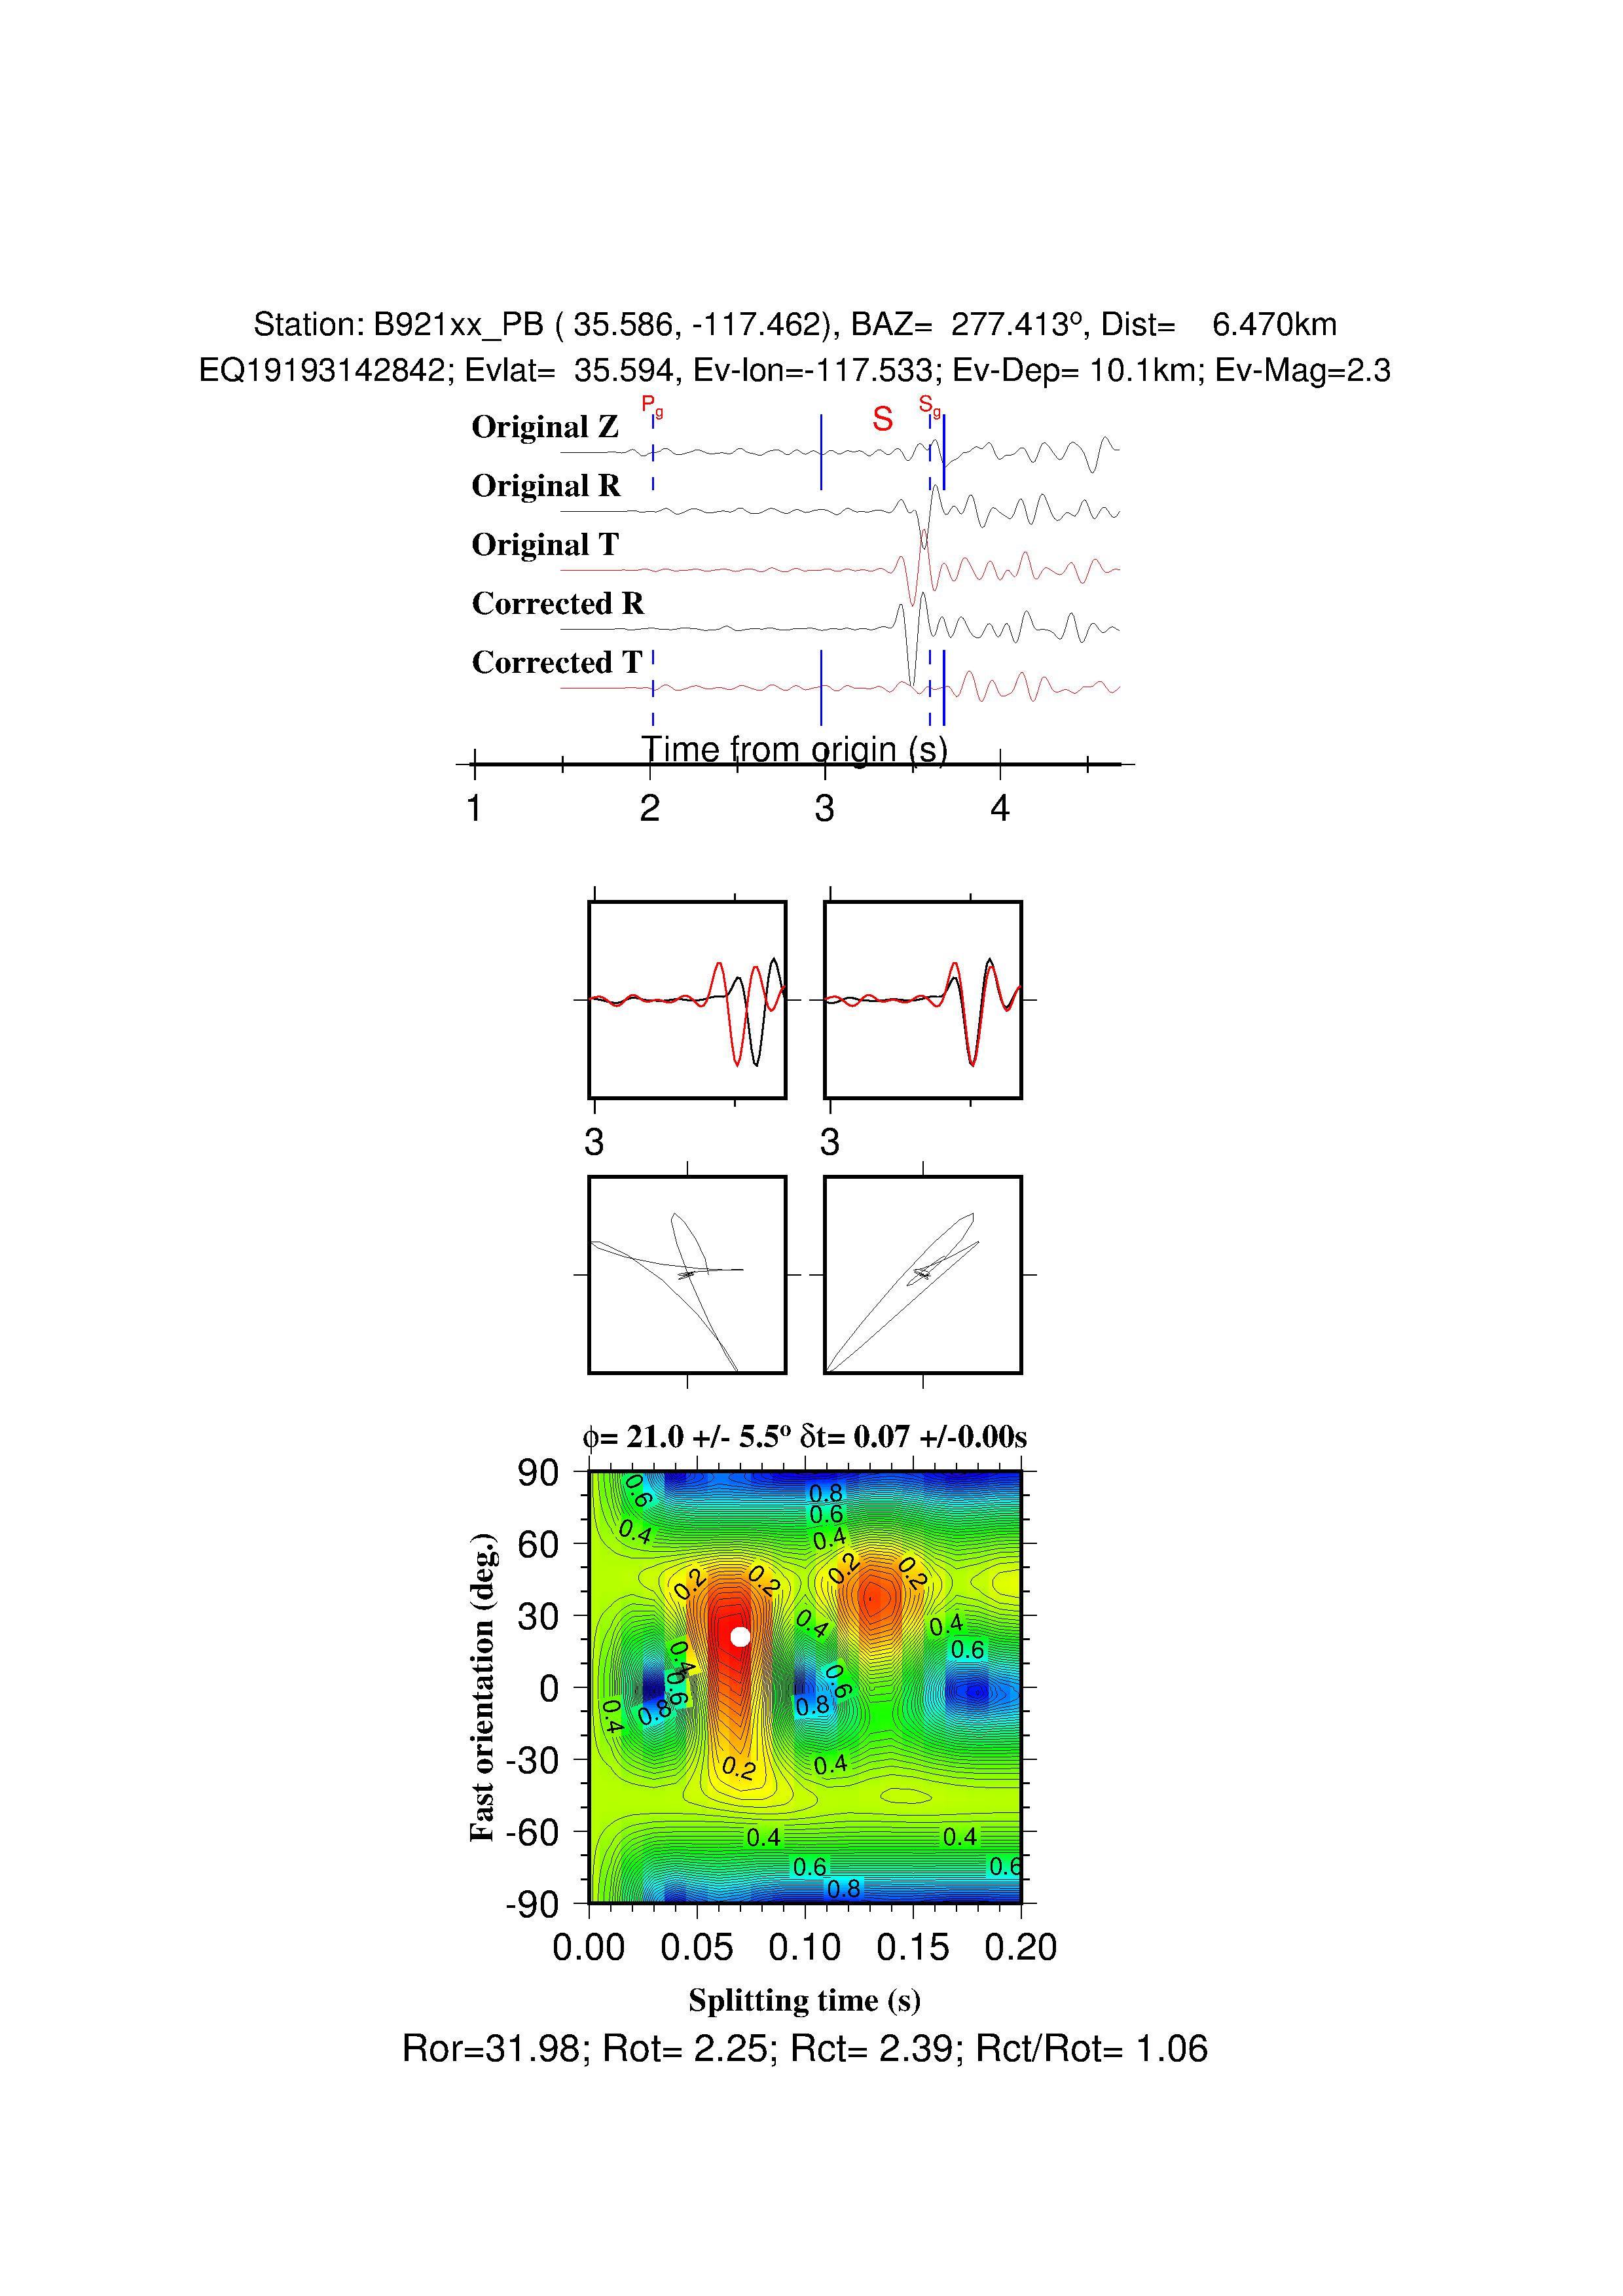 Station: B921xx_PB ( 35.586, -117.462), BAZ= 277.413º, Dist= 6.470km
EQ19193142842; Evlat= 35.594, Ev-lon=-117.533; Ev-Dep= 10.1km; Ev-Mag=2.3
Pg S Sg
Original Z
Original R
Original T
Corrected R
Corrected T
Time from origin (s)
1 2 3 4
3 3
ϕ= 21.0 +/- 5.5º δt= 0.07 +/-0.00s
90
0.6 0.8
0.6
0.4 0.4
60
0.2 0.2 0.2 0.2
30
0.4 0.4
0.4 0.6
0.6 0.6
0
0.4 0.8 0.8
-30
0.2 0.4
-60
0.4 0.4
0.6 0.6
0.8
-90
Fast orientation (deg.)
0.00 0.05 0.10 0.15 0.20
Splitting time (s)
Ror=31.98; Rot= 2.25; Rct= 2.39; Rct/Rot= 1.06